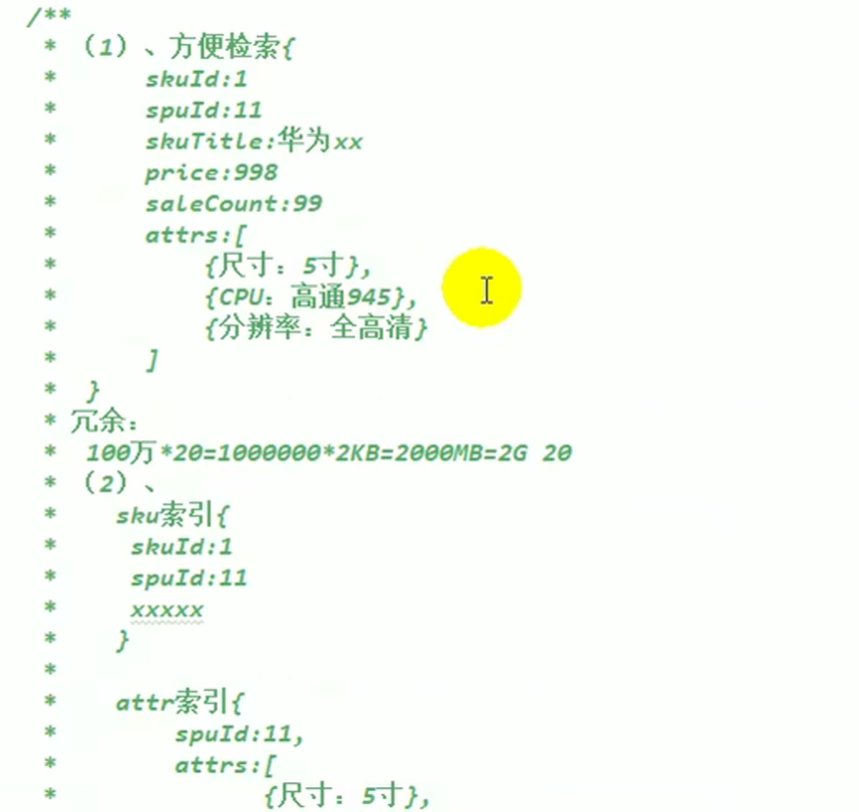 /**
* （1）、方便检索{
* skuId:1
* spuId:11
* skuTitle:华为xx
* price:998
* saleCount:99
* attrs:[
* {尺寸：5寸},
* {CPU：高通945},
* {分辨率：全高清}
* ]
* }
* 冗余：
* 100万*20=1000000*2KB=2000MB=2G 20
* （2）、
* sku索引{
* skuId:1
* spuId:11
* xxxxx
* }
*
* attr索引{
* spuId:11,
* attrs:[
* {尺寸：5寸},